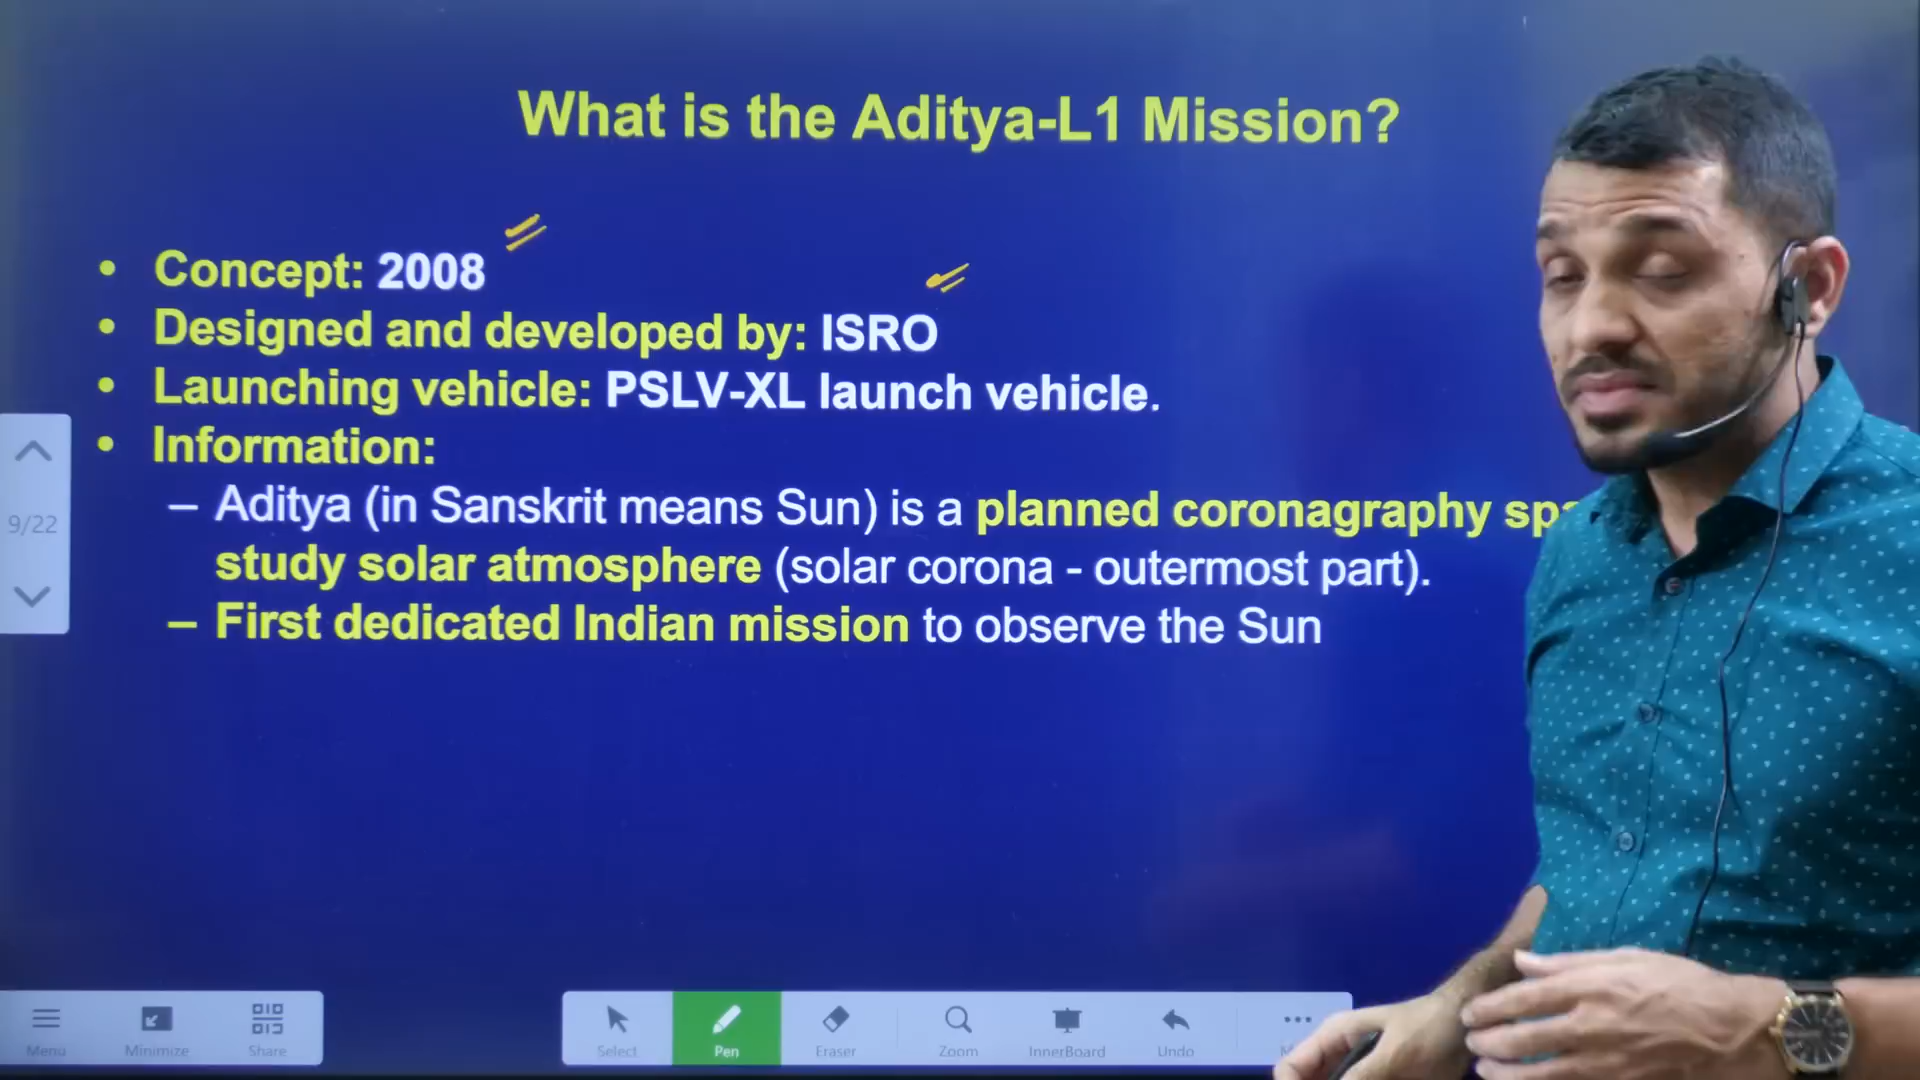 What is the Aditya-L1 Mission?
• Concept: 2008
• Designed and developed by: ISRO
• Launching vehicle: PSLV-XL launch vehicle.
• Information:
– Aditya (in Sanskrit means Sun) is a planned coronagraphy
study solar atmosphere (solar corona - outermost part).
– First dedicated Indian mission to observe the Sun
9/22
Menu Minimize Share Select Pen Eraser Zoom InnerBoard Undo